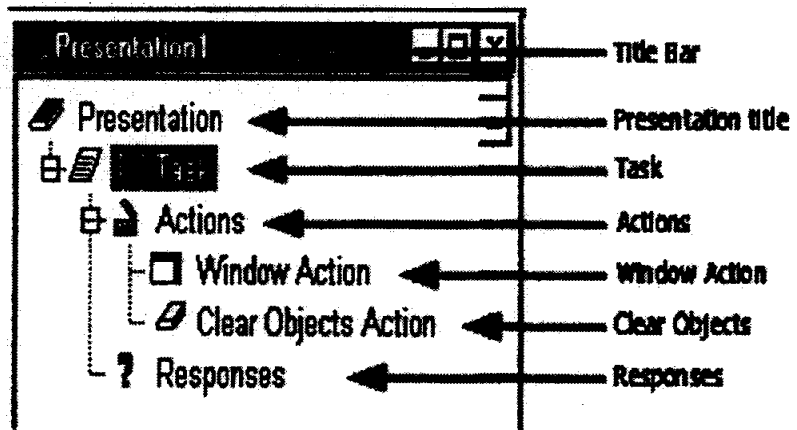 Presentation1 Title Bar
Presentation Presentation title
Task Task
Actions Actions
Window Action Window Action
Clear Objects Action Clear Objects
Responses Responses